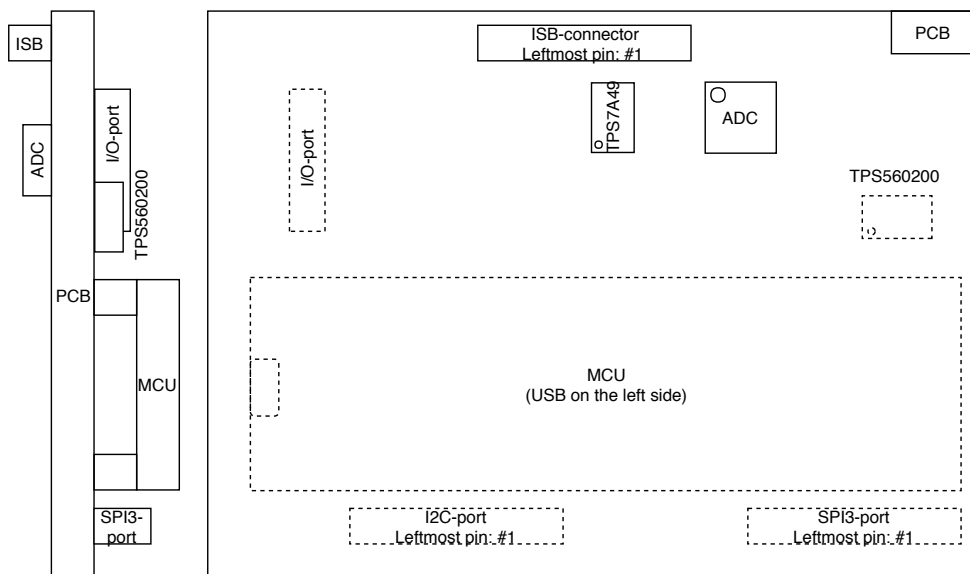 ISB
ADC
I/O-port
TPS560200
PCB
MCU
SPI3-
port
ISB-connector
Leftmost pin: #1
PCB
I/O-port
TPS7A49
ADC
TPS560200
MCU
(USB on the left side)
I2C-port
Leftmost pin: #1
SPI3-port
Leftmost pin: #1